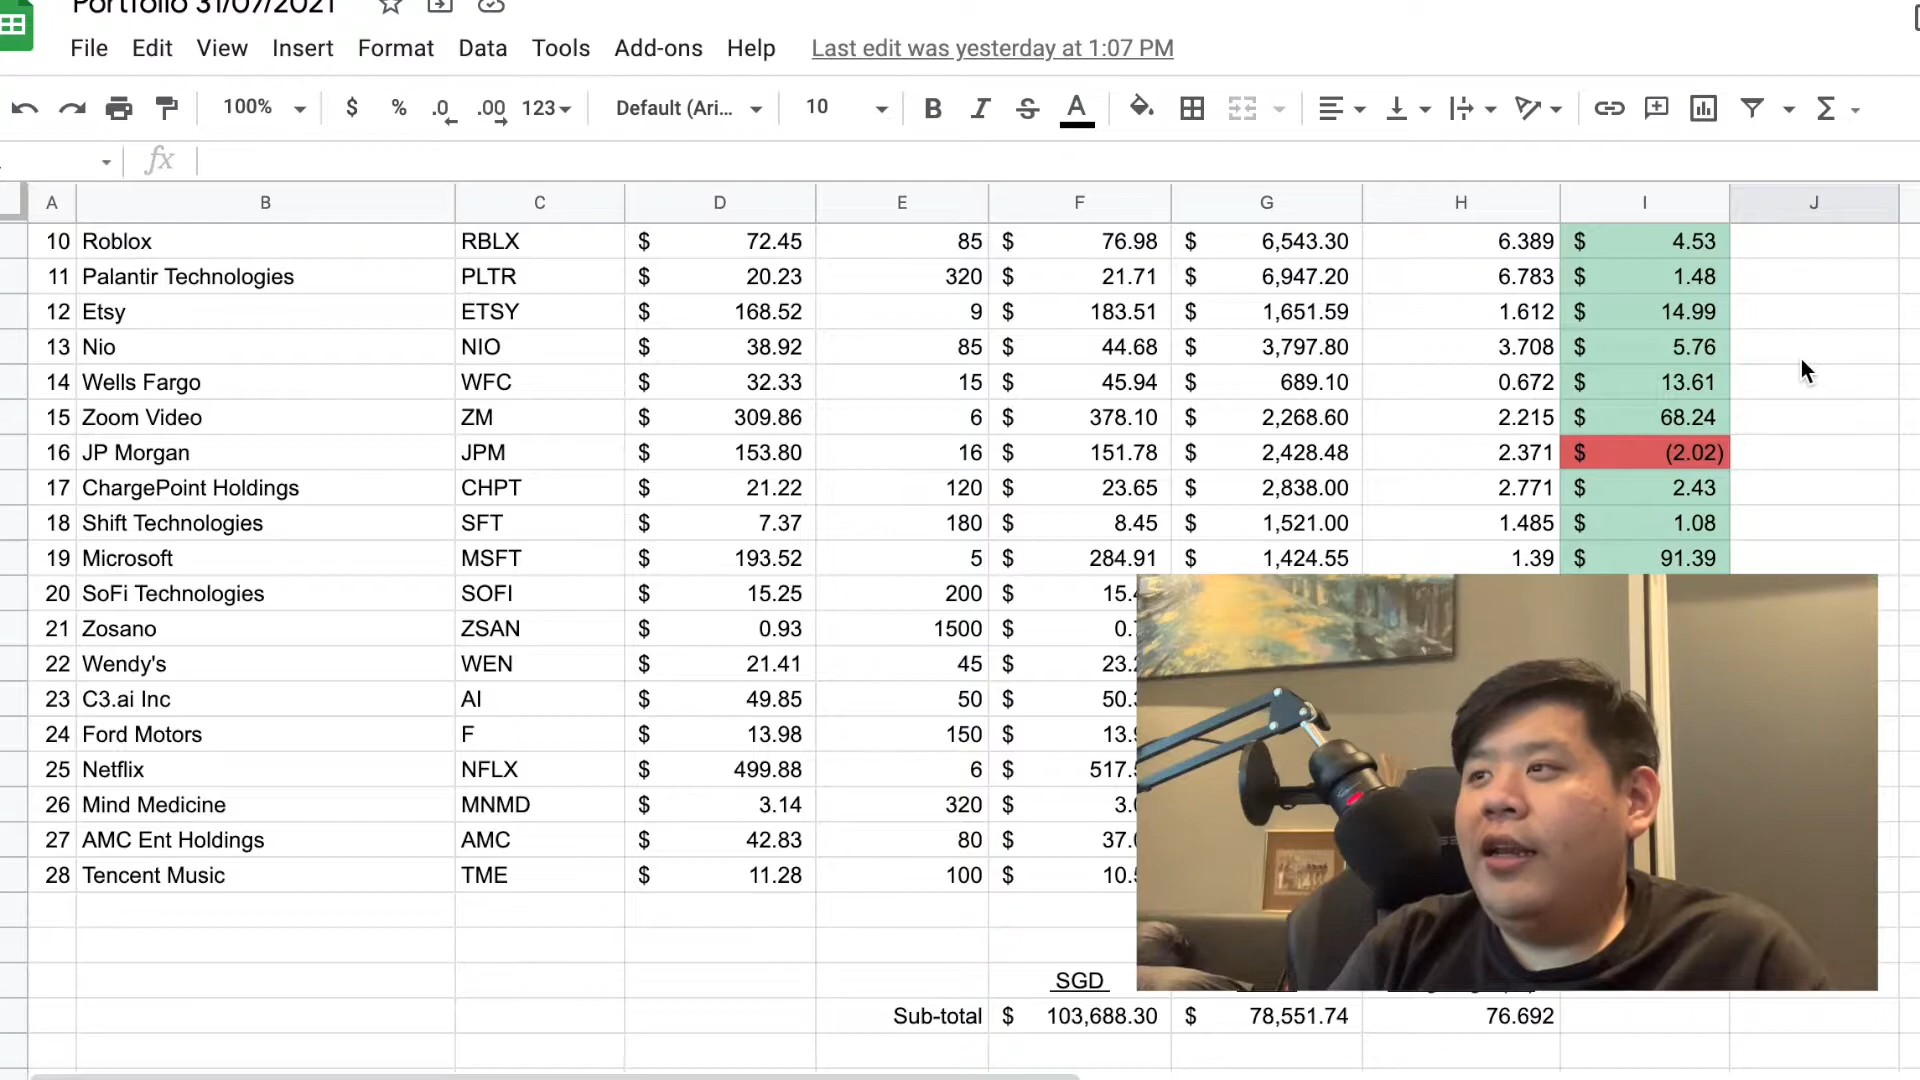 Portfolio 31/07/2021
File Edit View Insert Format Data Tools Add-ons Help Last edit was yesterday at 1:07 PM
100% $ % .0 .00 123 Default (Ari... 10 B I S A Σ
fx
A B C D E F G H I J
10 Roblox RBLX $ 72.45 85 $ 76.98 $ 6,543.30 6.389 $ 4.53
11 Palantir Technologies PLTR $ 20.23 320 $ 21.71 $ 6,947.20 6.783 $ 1.48
12 Etsy ETSY $ 168.52 9 $ 183.51 $ 1,651.59 1.612 $ 14.99
13 Nio NIO $ 38.92 85 $ 44.68 $ 3,797.80 3.708 $ 5.76
14 Wells Fargo WFC $ 32.33 15 $ 45.94 $ 689.10 0.672 $ 13.61
15 Zoom Video ZM $ 309.86 6 $ 378.10 $ 2,268.60 2.215 $ 68.24
16 JP Morgan JPM $ 153.80 16 $ 151.78 $ 2,428.48 2.371 $ (2.02)
17 ChargePoint Holdings CHPT $ 21.22 120 $ 23.65 $ 2,838.00 2.771 $ 2.43
18 Shift Technologies SFT $ 7.37 180 $ 8.45 $ 1,521.00 1.485 $ 1.08
19 Microsoft MSFT $ 193.52 5 $ 284.91 $ 1,424.55 1.39 $ 91.39
20 SoFi Technologies SOFI $ 15.25 200 $ 15.
21 Zosano ZSAN $ 0.93 1500 $ 0.
22 Wendy's WEN $ 21.41 45 $ 23.
23 C3.ai Inc AI $ 49.85 50 $ 50.
24 Ford Motors F $ 13.98 150 $ 13.
25 Netflix NFLX $ 499.88 6 $ 517.
26 Mind Medicine MNMD $ 3.14 320 $ 3.
27 AMC Ent Holdings AMC $ 42.83 80 $ 37.
28 Tencent Music TME $ 11.28 100 $ 10.
SGD
Sub-total $ 103,688.30 $ 78,551.74 76.692